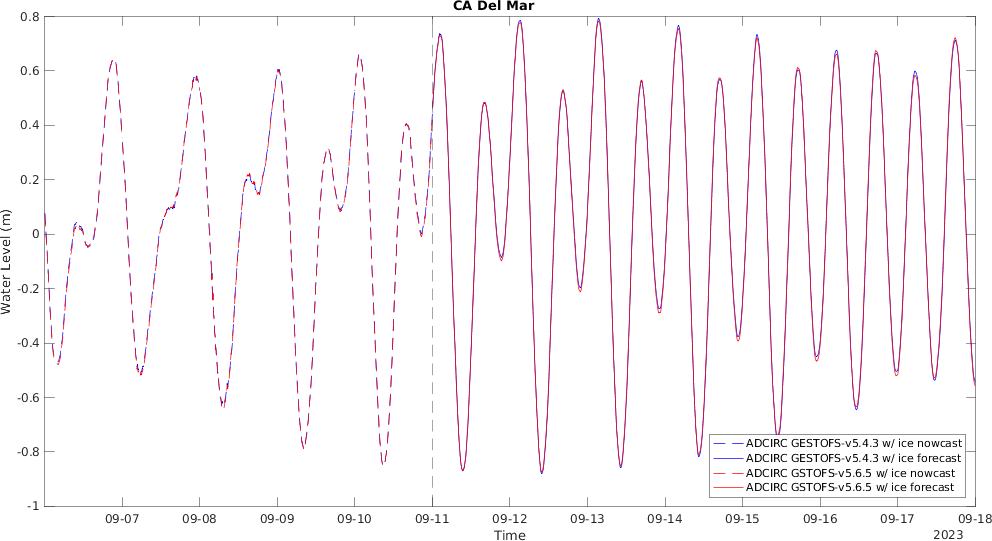 CA Del Mar
0.8
0.6
0.4
0.2
0
-0.2
-0.4
-0.6
-0.8
-1
Water Level (m)
ADCIRC GESTOFS-v5.4.3 w/ ice nowcast
ADCIRC GESTOFS-v5.4.3 w/ ice forecast
ADCIRC GSTOFS-v5.6.5 w/ ice nowcast
ADCIRC GSTOFS-v5.6.5 w/ ice forecast
09-07 09-08 09-09 09-10 09-11 09-12 09-13 09-14 09-15 09-16 09-17 09-18
Time
2023